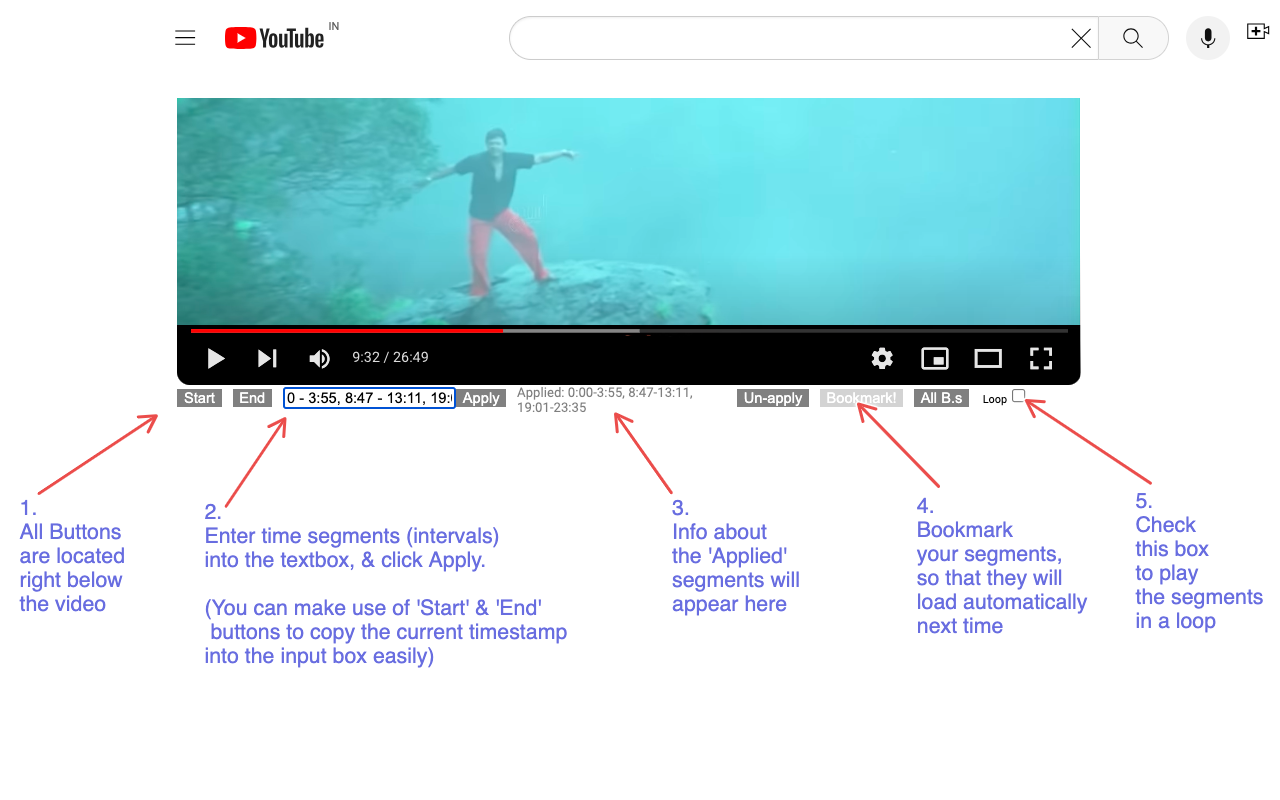 YouTube IN
9:32 / 26:49
Start End 0 - 3:55, 8:47 - 13:11, 19: Apply Applied: 0:00-3:55, 8:47-13:11, Un-apply Bookmark! All B.s Loop
19:01-23:35
1.
All Buttons
are located
right below
the video
2.
Enter time segments (intervals)
into the textbox, & click Apply.
(You can make use of 'Start' & 'End'
buttons to copy the current timestamp
into the input box easily)
3.
Info about
the 'Applied'
segments will
appear here
4.
Bookmark
your segments,
so that they will
load automatically
next time
5.
Check
this box
to play
the segments
in a loop